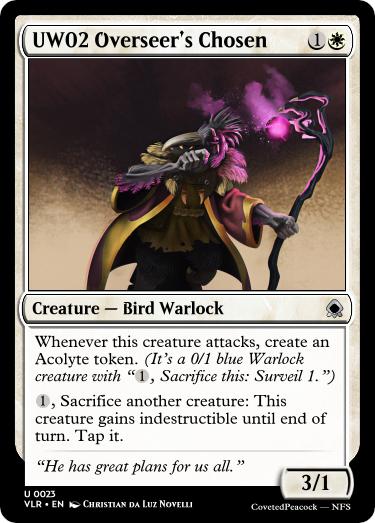 UW02 Overseer's Chosen 1
Creature — Bird Warlock
Whenever this creature attacks, create an
Acolyte token. (It's a 0/1 blue Warlock
creature with "1, Sacrifice this: Surveil 1.")
1, Sacrifice another creature: This
creature gains indestructible until end of
turn. Tap it.
"He has great plans for us all."
3/1
U 0023
VLR • EN Christian da Luz Novelli
CovetedPeacock — NFS